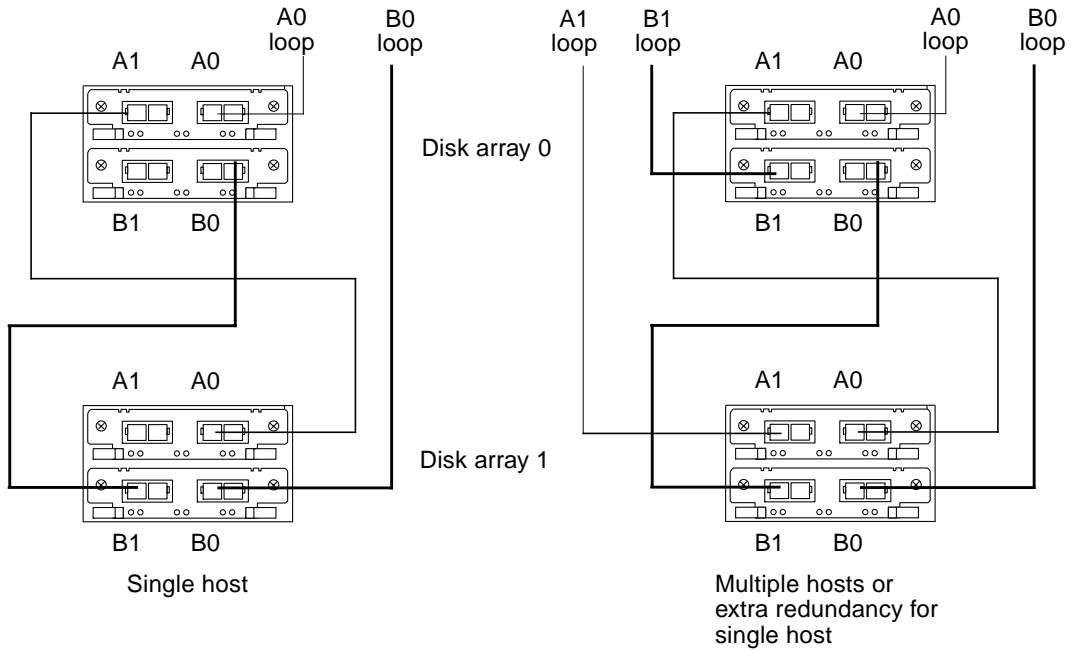 A0 loop
B0 loop
A1 loop
B1 loop
A0 loop
B0 loop
A1 A0
A1 A0
Disk array 0
B1 B0
B1 B0
A1 A0
A1 A0
Disk array 1
B1 B0
B1 B0
Single host
Multiple hosts or
extra redundancy for
single host